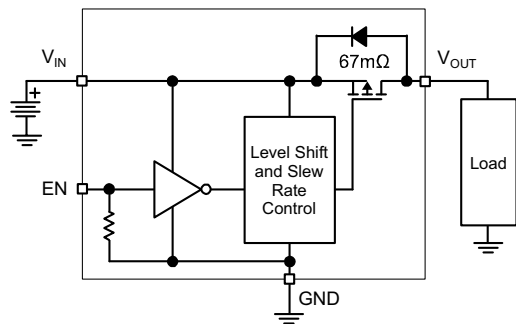 V_IN
67mΩ
V_OUT
+
Level Shift
and Slew
Rate
Control
Load
EN
GND